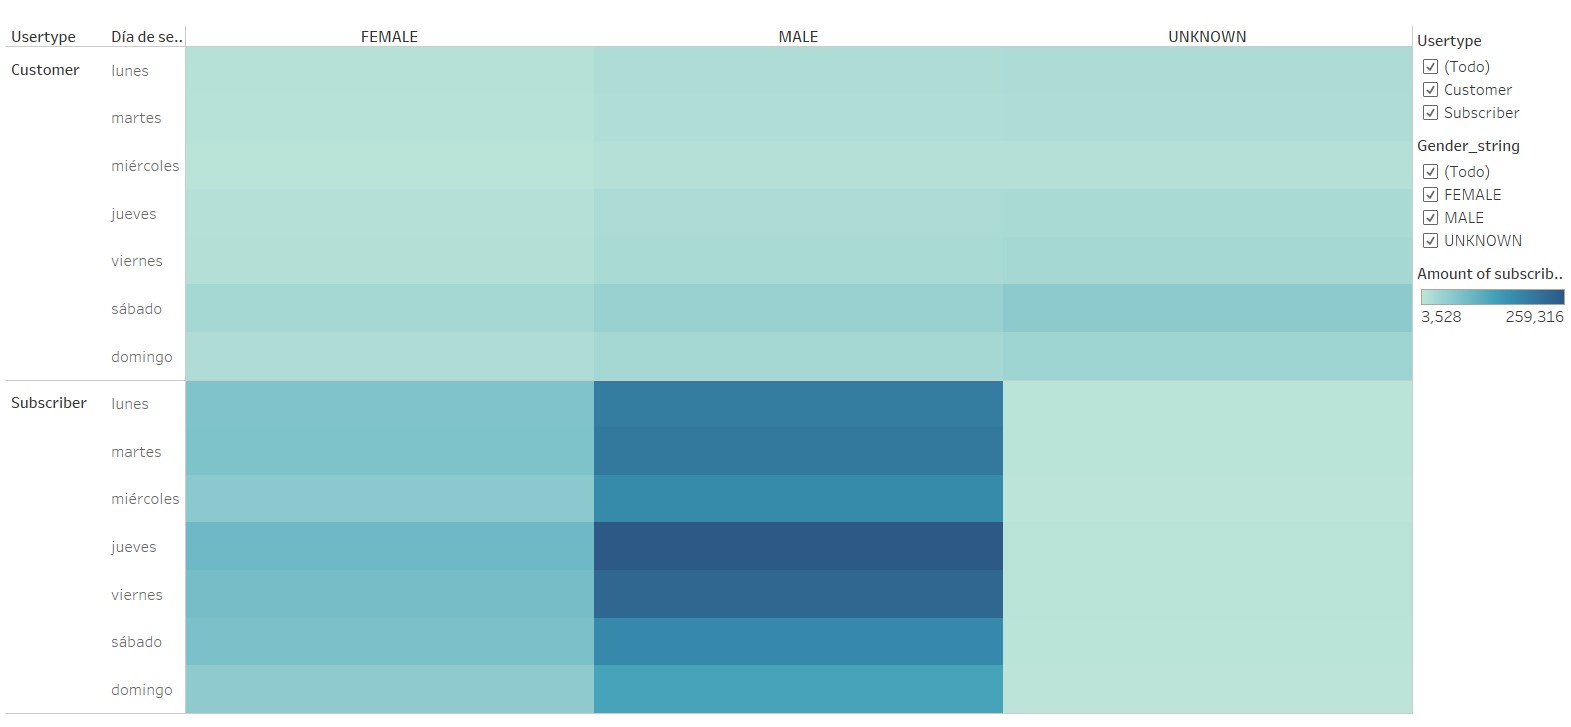 Usertype Día de se.. FEMALE MALE UNKNOWN
Customer lunes
martes
miércoles
jueves
viernes
sábado
domingo
Subscriber lunes
martes
miércoles
jueves
viernes
sábado
domingo
Usertype
(Todo)
Customer
Subscriber
Gender_string
(Todo)
FEMALE
MALE
UNKNOWN
Amount of subscrib..
3,528 259,316